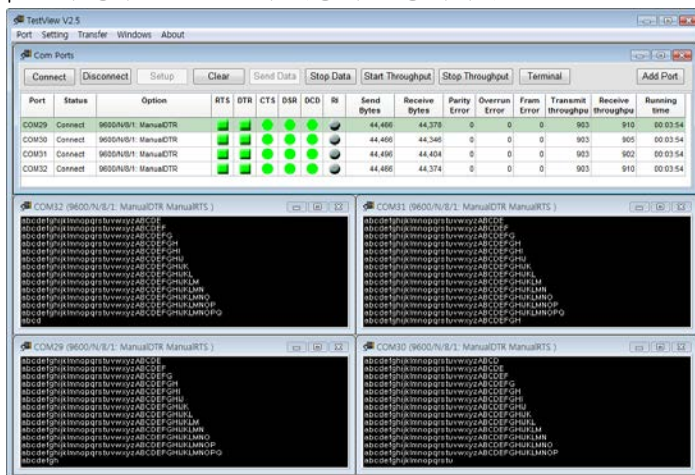 TestView V2.5
Port Setting Transfer Windows About
Com Ports
Connect Disconnect Setup Clear Send Data Stop Data Start Throughput Stop Throughput Terminal Add Port
Port Status Option RTS DTR CTS DSR DCD RI Send Bytes Receive Bytes Parity Error Overrun Error Fram Error Transmit throughpu Receive throughpu Running time
COM29 Connect 9600/N/8/1: ManualDTR 44,466 44,378 0 0 0 903 910 00:03:54
COM30 Connect 9600/N/8/1: ManualDTR 44,466 44,346 0 0 0 903 905 00:03:54
COM31 Connect 9600/N/8/1: ManualDTR 44,496 44,404 0 0 0 903 902 00:03:54
COM32 Connect 9600/N/8/1: ManualDTR 44,466 44,374 0 0 0 903 910 00:03:54
COM32 (9600/N/8/1: ManualDTR ManualRTS )
abcdefghijklmnopqrstuvwxyzABCDE
abcdefghijklmnopqrstuvwxyzABCDEF
abcdefghijklmnopqrstuvwxyzABCDEFG
abcdefghijklmnopqrstuvwxyzABCDEFGH
abcdefghijklmnopqrstuvwxyzABCDEFGHI
abcdefghijklmnopqrstuvwxyzABCDEFGHIJ
abcdefghijklmnopqrstuvwxyzABCDEFGHIJK
abcdefghijklmnopqrstuvwxyzABCDEFGHIJKL
abcdefghijklmnopqrstuvwxyzABCDEFGHIJKLM
abcdefghijklmnopqrstuvwxyzABCDEFGHIJKLMN
abcdefghijklmnopqrstuvwxyzABCDEFGHIJKLMNO
abcdefghijklmnopqrstuvwxyzABCDEFGHIJKLMNOP
abcdefghijklmnopqrstuvwxyzABCDEFGHIJKLMNOPQ
abcd
COM31 (9600/N/8/1: ManualDTR ManualRTS )
abcdefghijklmnopqrstuvwxyzABCDE
abcdefghijklmnopqrstuvwxyzABCDEF
abcdefghijklmnopqrstuvwxyzABCDEFG
abcdefghijklmnopqrstuvwxyzABCDEFGH
abcdefghijklmnopqrstuvwxyzABCDEFGHI
abcdefghijklmnopqrstuvwxyzABCDEFGHIJ
abcdefghijklmnopqrstuvwxyzABCDEFGHIJK
abcdefghijklmnopqrstuvwxyzABCDEFGHIJKL
abcdefghijklmnopqrstuvwxyzABCDEFGHIJKLM
abcdefghijklmnopqrstuvwxyzABCDEFGHIJKLMN
abcdefghijklmnopqrstuvwxyzABCDEFGHIJKLMNO
abcdefghijklmnopqrstuvwxyzABCDEFGHIJKLMNOP
abcdefghijklmnopqrstuvwxyzABCDEFGHIJKLMNOPQ
abcdefghijklmnopqrstuvwxyzABCDEFGH
COM29 (9600/N/8/1: ManualDTR ManualRTS )
abcdefghijklmnopqrstuvwxyzABCDE
abcdefghijklmnopqrstuvwxyzABCDEF
abcdefghijklmnopqrstuvwxyzABCDEFG
abcdefghijklmnopqrstuvwxyzABCDEFGH
abcdefghijklmnopqrstuvwxyzABCDEFGHI
abcdefghijklmnopqrstuvwxyzABCDEFGHIJ
abcdefghijklmnopqrstuvwxyzABCDEFGHIJK
abcdefghijklmnopqrstuvwxyzABCDEFGHIJKL
abcdefghijklmnopqrstuvwxyzABCDEFGHIJKLM
abcdefghijklmnopqrstuvwxyzABCDEFGHIJKLMN
abcdefghijklmnopqrstuvwxyzABCDEFGHIJKLMNO
abcdefghijklmnopqrstuvwxyzABCDEFGHIJKLMNOP
abcdefghijklmnopqrstuvwxyzABCDEFGHIJKLMNOPQ
abcdefgh
COM30 (9600/N/8/1: ManualDTR ManualRTS )
abcdefghijklmnopqrstuvwxyzABCD
abcdefghijklmnopqrstuvwxyzABCDE
abcdefghijklmnopqrstuvwxyzABCDEF
abcdefghijklmnopqrstuvwxyzABCDEFG
abcdefghijklmnopqrstuvwxyzABCDEFGH
abcdefghijklmnopqrstuvwxyzABCDEFGHI
abcdefghijklmnopqrstuvwxyzABCDEFGHIJ
abcdefghijklmnopqrstuvwxyzABCDEFGHIJK
abcdefghijklmnopqrstuvwxyzABCDEFGHIJKL
abcdefghijklmnopqrstuvwxyzABCDEFGHIJKLM
abcdefghijklmnopqrstuvwxyzABCDEFGHIJKLMN
abcdefghijklmnopqrstuvwxyzABCDEFGHIJKLMNO
abcdefghijklmnopqrstuvwxyzABCDEFGHIJKLMNOP
abcdefghijklmnopqrstu